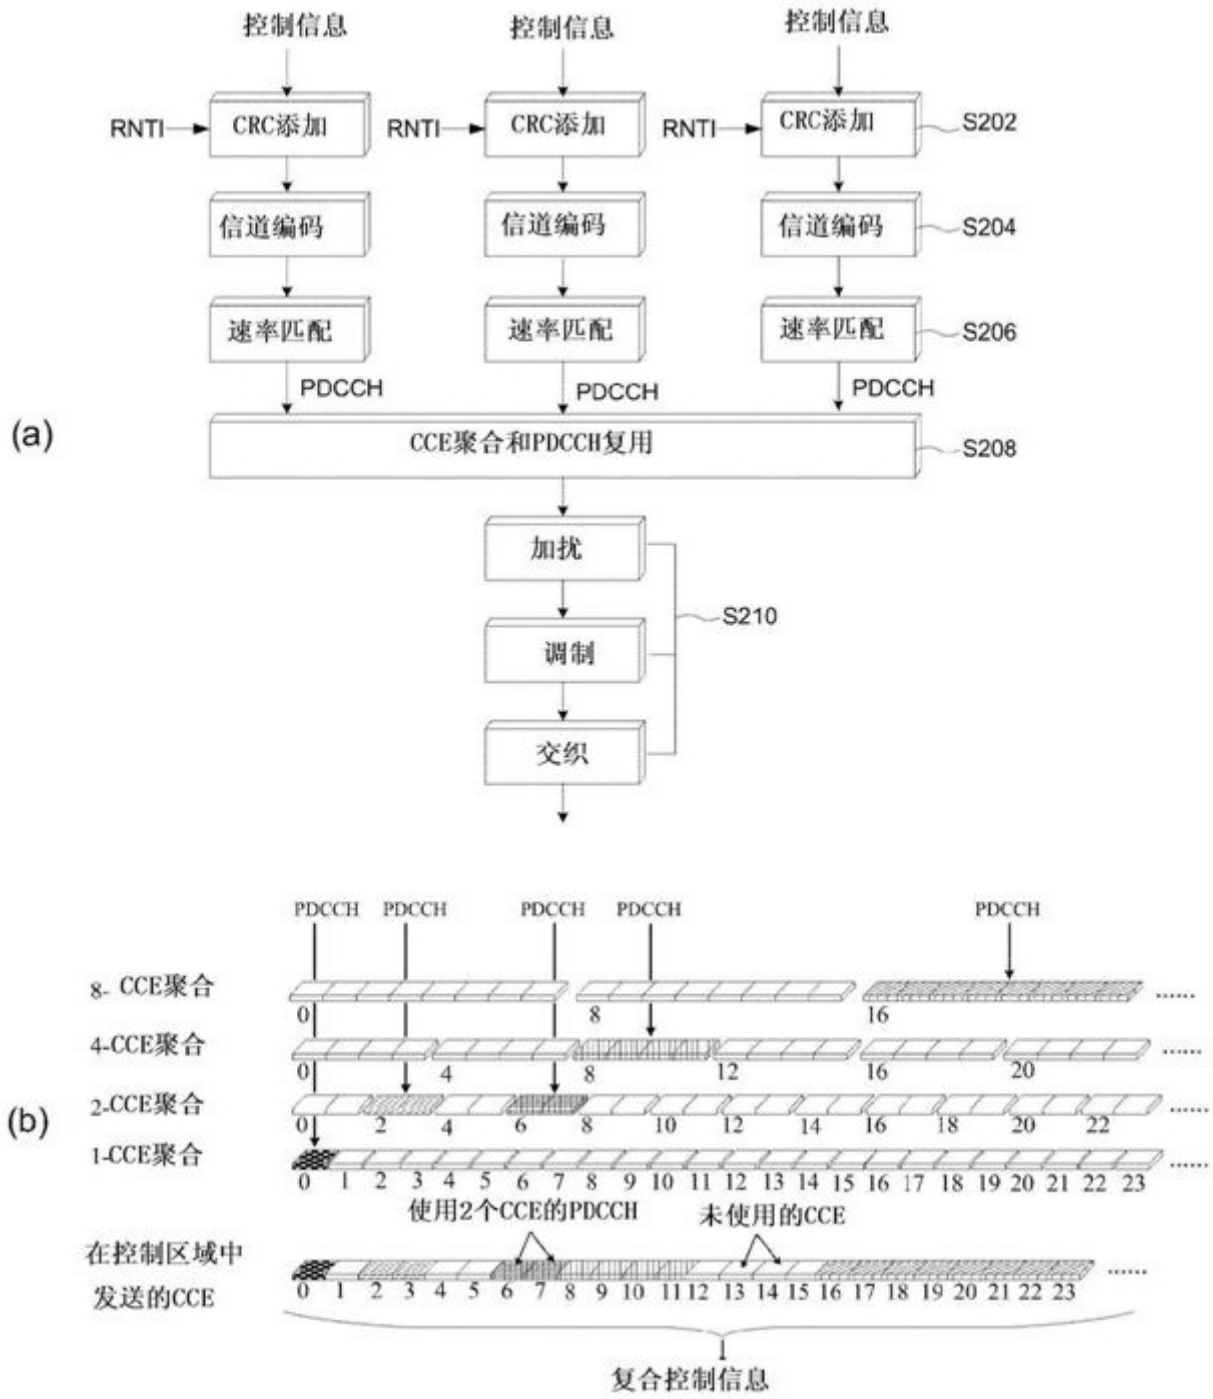 控制信息 控制信息 控制信息
RNTI CRC添加 RNTI CRC添加 RNTI CRC添加 S202
信道编码 信道编码 信道编码 S204
速率匹配 速率匹配 速率匹配 S206
PDCCH PDCCH PDCCH
(a) CCE聚合和PDCCH复用 S208
加扰
S210
调制
交织
PDCCH PDCCH PDCCH PDCCH PDCCH
8- CCE聚合 ......
0 8 16
4-CCE聚合 ......
0 4 8 12 16 20
(b) 2-CCE聚合 ......
0 2 4 6 8 10 12 14 16 18 20 22
1-CCE聚合 ......
0 1 2 3 4 5 6 7 8 9 10 11 12 13 14 15 16 17 18 19 20 21 22 23
使用2个CCE的PDCCH 未使用的CCE
在控制区域中
发送的CCE ......
0 1 2 3 4 5 6 7 8 9 10 11 12 13 14 15 16 17 18 19 20 21 22 23
复合控制信息